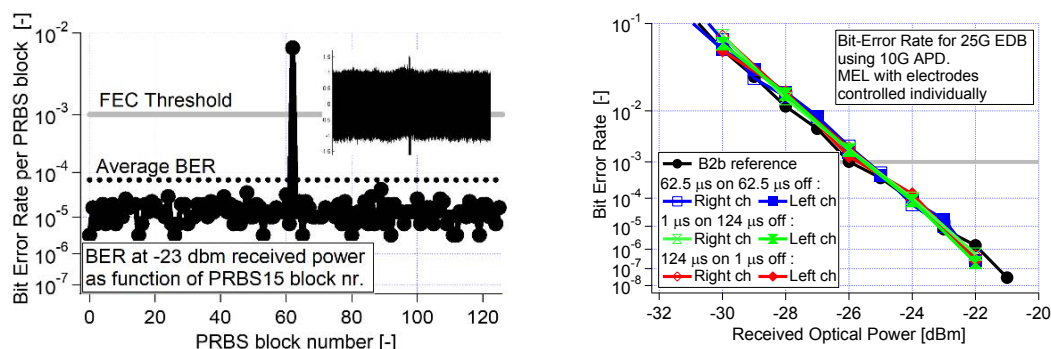 Bit Error Rate per PRBS block [-]
10-2
10-3
10-4
10-5
10-6
10-7
FEC Threshold
Average BER
BER at -23 dbm received power
as function of PRBS15 block nr.
0 20 40 60 80 100 120
PRBS block number [-]
Bit Error Rate [-]
10-1
10-2
10-3
10-4
10-5
10-6
10-7
10-8
Bit-Error Rate for 25G EDB
using 10G APD.
MEL with electrodes
controlled individually
B2b reference
62.5 µs on 62.5 µs off :
Right ch Left ch
1 µs on 124 µs off :
Right ch Left ch
124 µs on 1 µs off :
Right ch Left ch
-32 -30 -28 -26 -24 -22 -20
Received Optical Power [dBm]